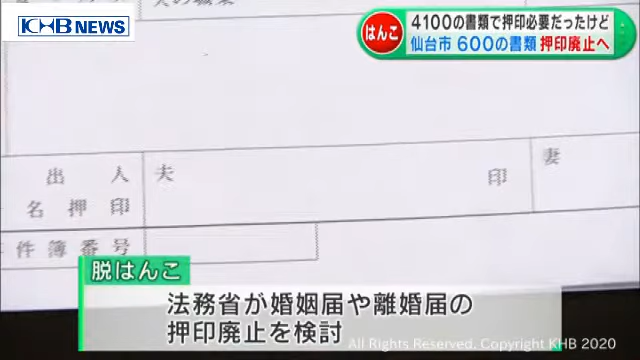 KHB NEWS
はんこ
4100の書類で押印必要だったけど
仙台市 600の書類 押印廃止へ
妻
出 人 夫 印
名 押 印
件 簿 番 号
脱はんこ
法務省が婚姻届や離婚届の
押印廃止を検討
All Rights Reserved. Copyright KHB 2020